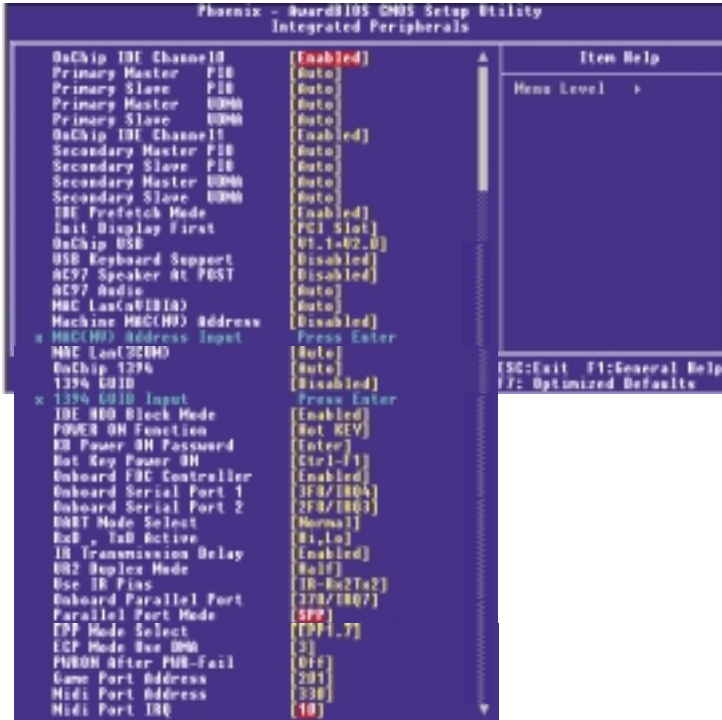 Phoenix - AwardBIOS CMOS Setup Utility
Integrated Peripherals
OnChip IDE Channel0 [Enabled]
Primary Master PIO [Auto]
Primary Slave PIO [Auto]
Primary Master UDMA [Auto]
Primary Slave UDMA [Auto]
OnChip IDE Channel1 [Enabled]
Secondary Master PIO [Auto]
Secondary Slave PIO [Auto]
Secondary Master UDMA [Auto]
Secondary Slave UDMA [Auto]
IDE Prefetch Mode [Enabled]
Init Display First [PCI Slot]
OnChip USB [V1.1+V2.0]
USB Keyboard Support [Disabled]
AC97 Speaker At POST [Disabled]
AC97 Audio [Auto]
MAC Lan(nVIDIA) [Auto]
Machine MAC(NV) Address [Disabled]
x MAC(NV) Address Input Press Enter
MAC Lan(3COM) [Auto]
OnChip 1394 [Auto]
1394 GUID [Disabled]
x 1394 GUID Input Press Enter
IDE HDD Block Mode [Enabled]
POWER ON Function [Hot KEY]
KB Power ON Password [Enter]
Hot Key Power ON [Ctrl-F1]
Onboard FDC Controller [Enabled]
Onboard Serial Port 1 [3F8/IRQ4]
Onboard Serial Port 2 [2F8/IRQ3]
UART Mode Select [Normal]
RxD , TxD Active [Hi,Lo]
IR Transmission Delay [Enabled]
UR2 Duplex Mode [Half]
Use IR Pins [IR-Rx2Tx2]
Onboard Parallel Port [378/IRQ7]
Parallel Port Mode [SPP]
EPP Mode Select [EPP1.7]
ECP Mode Use DMA [3]
PWRON After PWR-Fail [Off]
Game Port Address [201]
Midi Port Address [330]
Midi Port IRQ [10]
Item Help
Menu Level
ESC:Exit F1:General Help
F7: Optimized Defaults